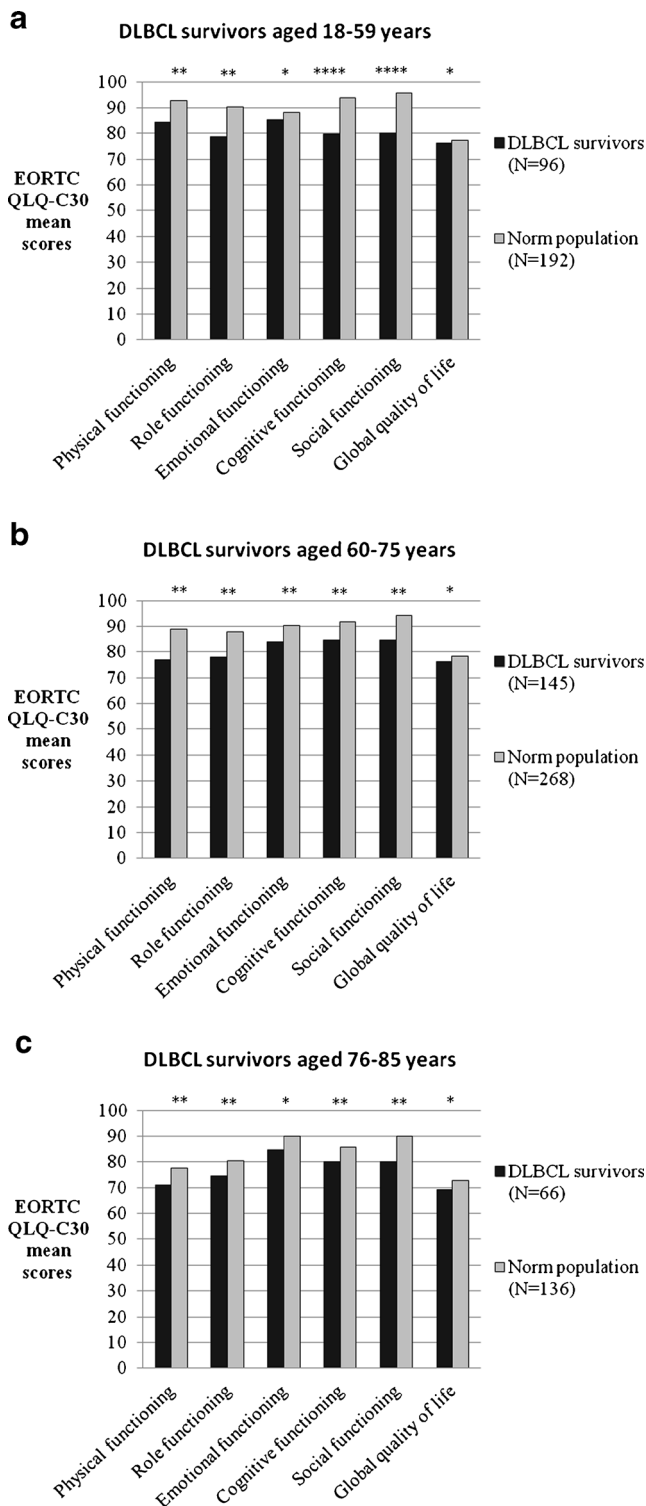 a
DLBCL survivors aged 18-59 years
** ** * **** **** *
EORTC
QLQ-C30
mean
scores
100
90
80
70
60
50
40
30
20
10
0
DLBCL survivors
(N=96)
Norm population
(N=192)
Physical functioning
Role functioning
Emotional functioning
Cognitive functioning
Social functioning
Global quality of life
b
DLBCL survivors aged 60-75 years
** ** ** ** ** *
EORTC
QLQ-C30
mean
scores
100
90
80
70
60
50
40
30
20
10
0
DLBCL survivors
(N=145)
Norm population
(N=268)
Physical functioning
Role functioning
Emotional functioning
Cognitive functioning
Social functioning
Global quality of life
c
DLBCL survivors aged 76-85 years
** ** * ** ** *
EORTC
QLQ-C30
mean
scores
100
90
80
70
60
50
40
30
20
10
0
DLBCL survivors
(N=66)
Norm population
(N=136)
Physical functioning
Role functioning
Emotional functioning
Cognitive functioning
Social functioning
Global quality of life